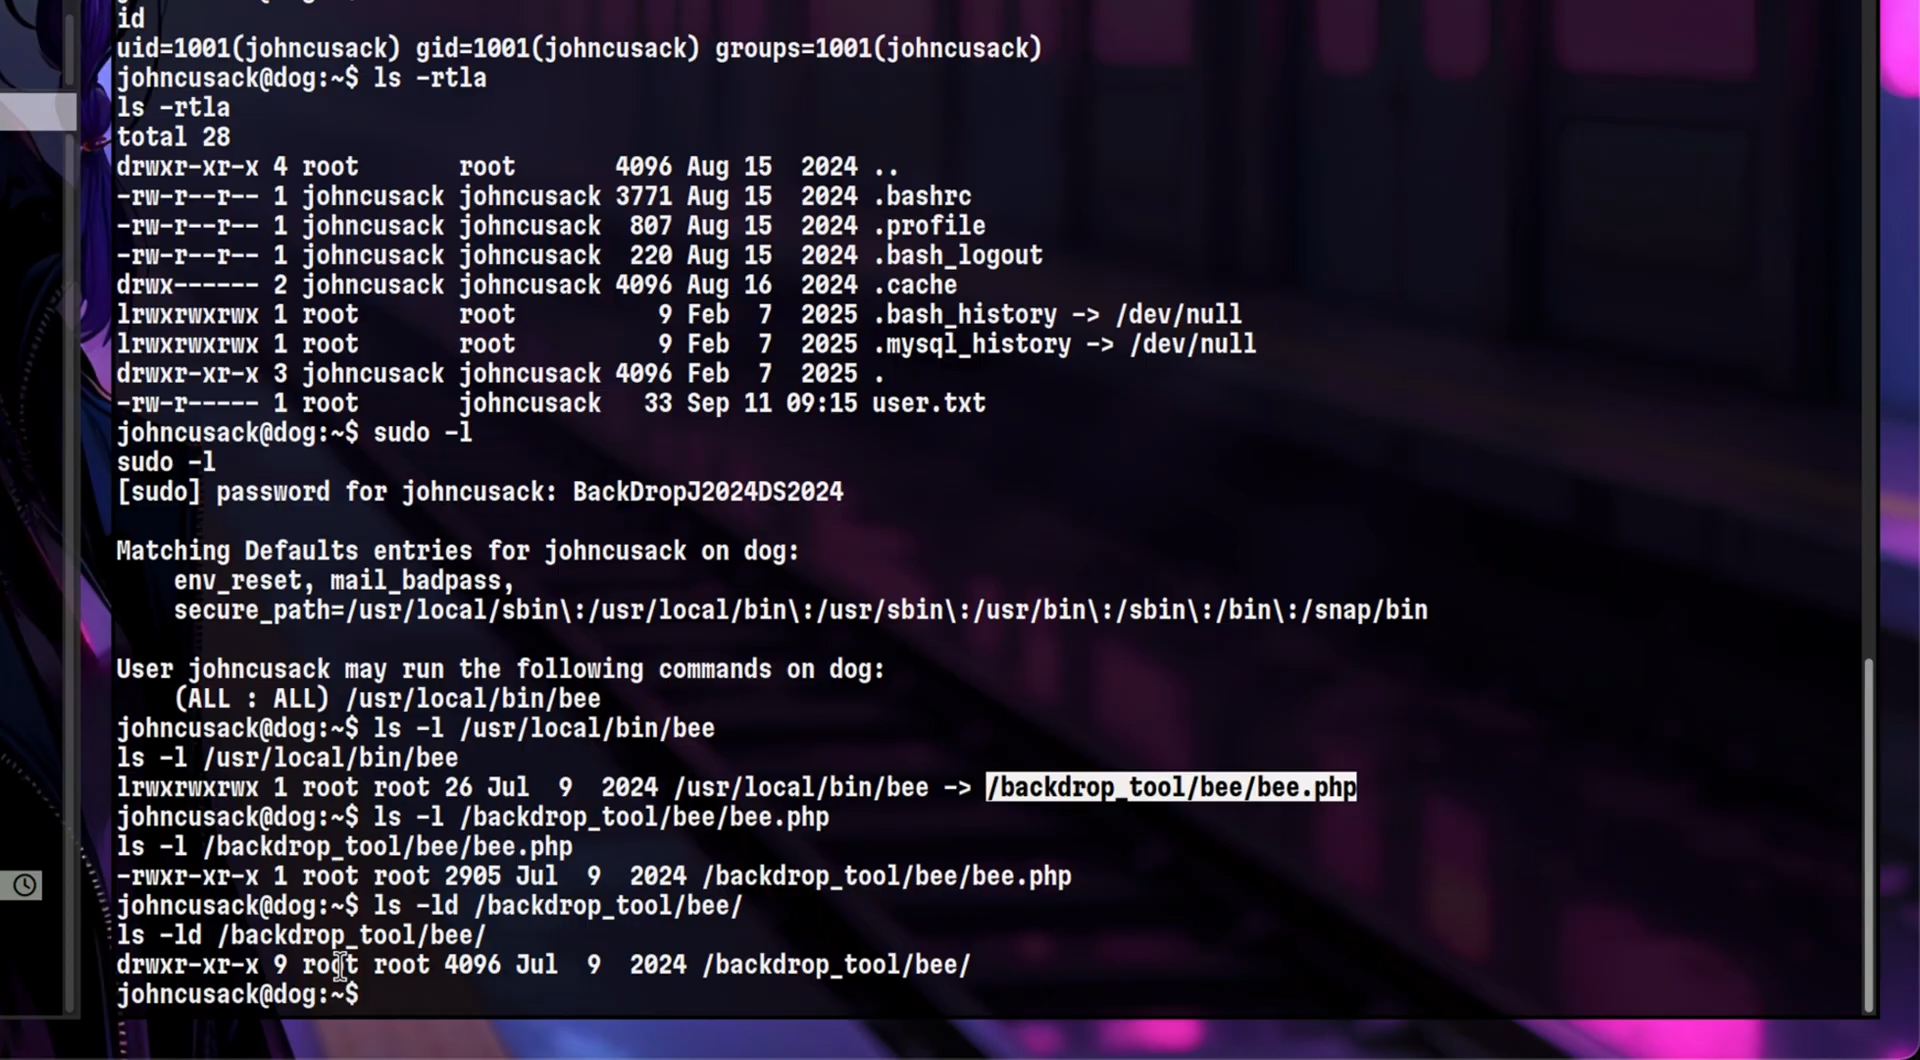 id
uid=1001(johncusack) gid=1001(johncusack) groups=1001(johncusack)
johncusack@dog:~$ ls -rtla
ls -rtla
total 28
drwxr-xr-x 4 root       root       4096 Aug 15  2024 ..
-rw-r--r-- 1 johncusack johncusack 3771 Aug 15  2024 .bashrc
-rw-r--r-- 1 johncusack johncusack  807 Aug 15  2024 .profile
-rw-r--r-- 1 johncusack johncusack  220 Aug 15  2024 .bash_logout
drwx------ 2 johncusack johncusack 4096 Aug 16  2024 .cache
lrwxrwxrwx 1 root       root          9 Feb  7  2025 .bash_history -> /dev/null
lrwxrwxrwx 1 root       root          9 Feb  7  2025 .mysql_history -> /dev/null
drwxr-xr-x 3 johncusack johncusack 4096 Feb  7  2025 .
-rw-r----- 1 root       johncusack   33 Sep 11 09:15 user.txt
johncusack@dog:~$ sudo -l
sudo -l
[sudo] password for johncusack: BackDropJ2024DS2024

Matching Defaults entries for johncusack on dog:
    env_reset, mail_badpass,
    secure_path=/usr/local/sbin\:/usr/local/bin\:/usr/sbin\:/usr/bin\:/sbin\:/bin\:/snap/bin

User johncusack may run the following commands on dog:
    (ALL : ALL) /usr/local/bin/bee
johncusack@dog:~$ ls -l /usr/local/bin/bee
ls -l /usr/local/bin/bee
lrwxrwxrwx 1 root root 26 Jul  9  2024 /usr/local/bin/bee -> /backdrop_tool/bee/bee.php
johncusack@dog:~$ ls -l /backdrop_tool/bee/bee.php
ls -l /backdrop_tool/bee/bee.php
-rwxr-xr-x 1 root root 2905 Jul  9  2024 /backdrop_tool/bee/bee.php
johncusack@dog:~$ ls -ld /backdrop_tool/bee/
ls -ld /backdrop_tool/bee/
drwxr-xr-x 9 root root 4096 Jul  9  2024 /backdrop_tool/bee/
johncusack@dog:~$